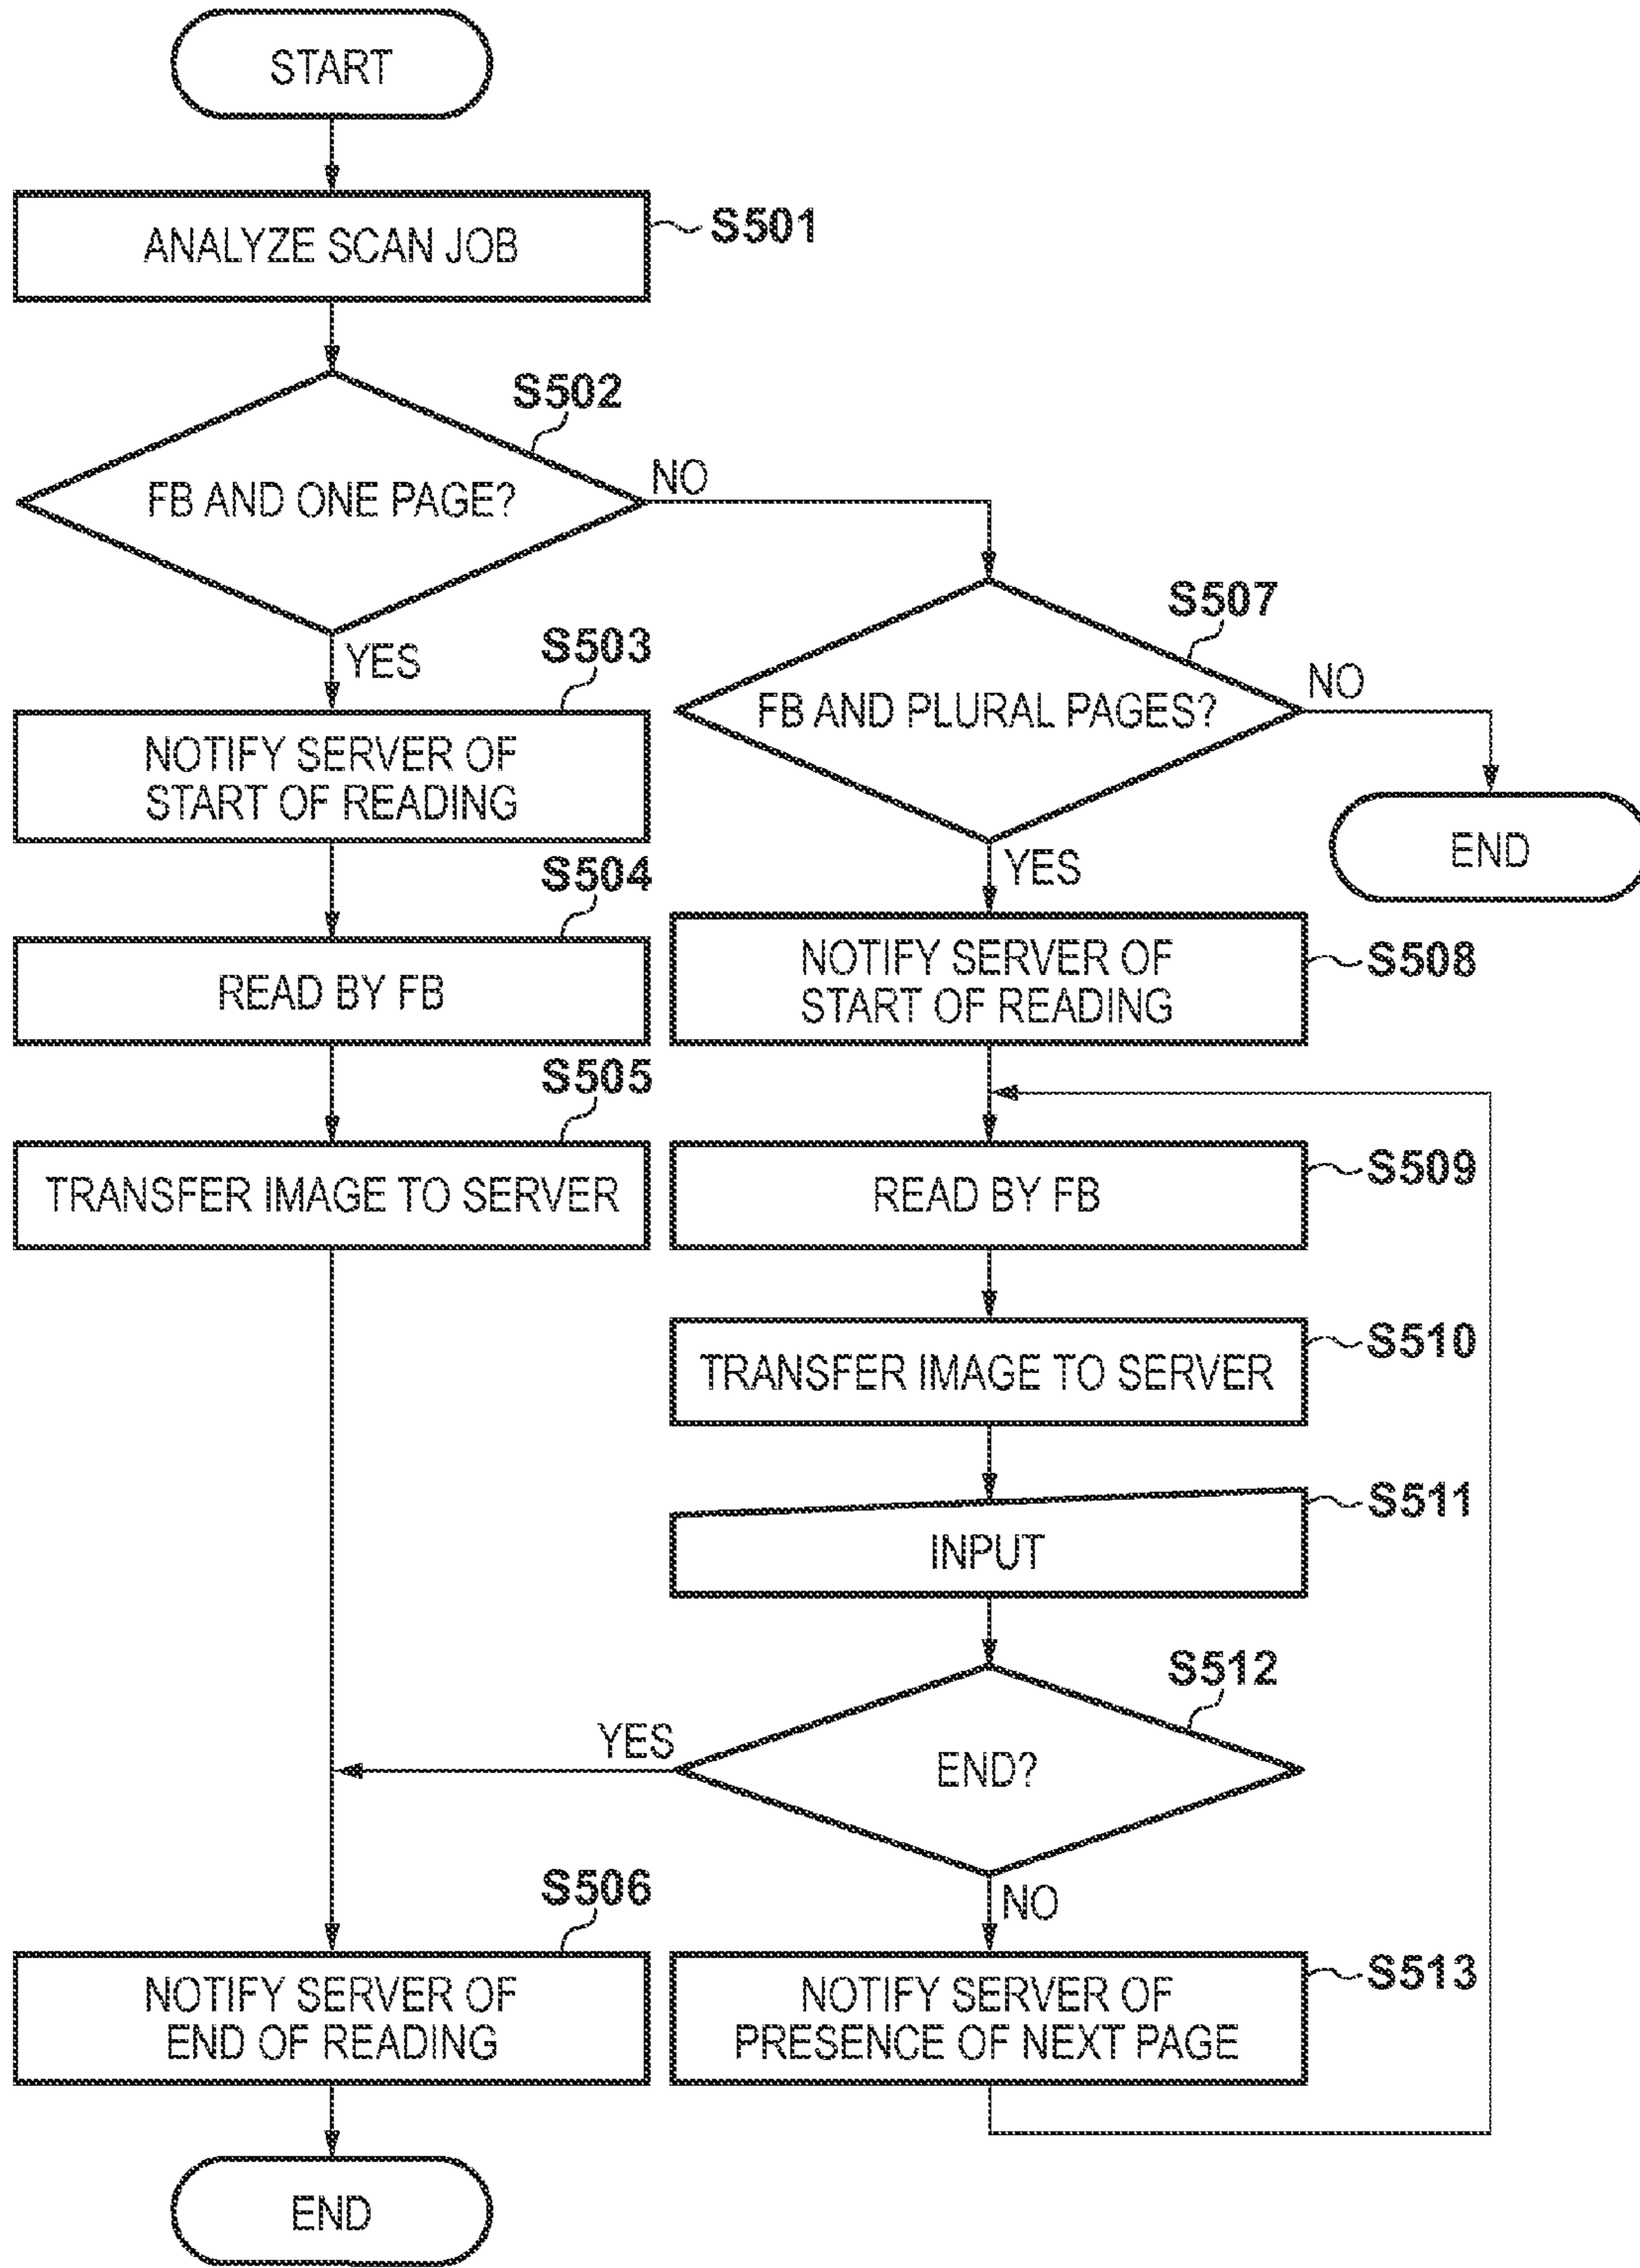 START
ANALYZE SCAN JOB
S501
S502
FB AND ONE PAGE?
NO
YES
S503
NOTIFY SERVER OF
START OF READING
S504
READ BY FB
S505
TRANSFER IMAGE TO SERVER
S507
FB AND PLURAL PAGES?
NO
END
YES
NOTIFY SERVER OF
START OF READING
S508
READ BY FB
S509
TRANSFER IMAGE TO SERVER
S510
INPUT
S511
S512
END?
YES
NO
S506
NOTIFY SERVER OF
END OF READING
NOTIFY SERVER OF
PRESENCE OF NEXT PAGE
S513
END